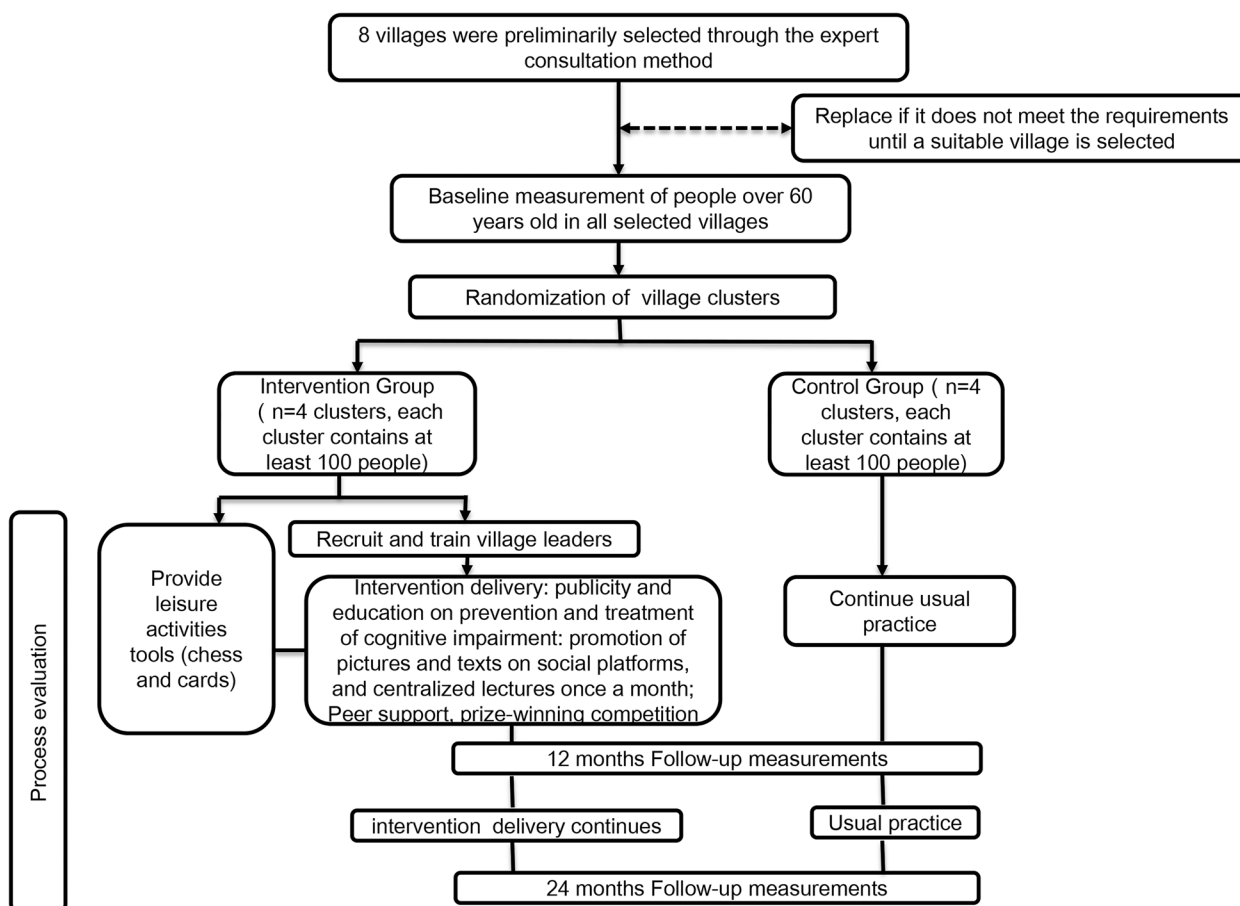 8 villages were preliminarily selected through the expert
consultation method
Replace if it does not meet the requirements
until a suitable village is selected
Baseline measurement of people over 60
years old in all selected villages
Randomization of village clusters
Intervention Group
( n=4 clusters, each
cluster contains at
least 100 people)
Control Group ( n=4
clusters, each
cluster contains at
least 100 people)
Process evaluation
Provide
leisure
activities
tools (chess
and cards)
Recruit and train village leaders
Intervention delivery: publicity and
education on prevention and treatment
of cognitive impairment: promotion of
pictures and texts on social platforms,
and centralized lectures once a month;
Peer support, prize-winning competition
Continue usual
practice
12 months Follow-up measurements
intervention delivery continues
Usual practice
24 months Follow-up measurements